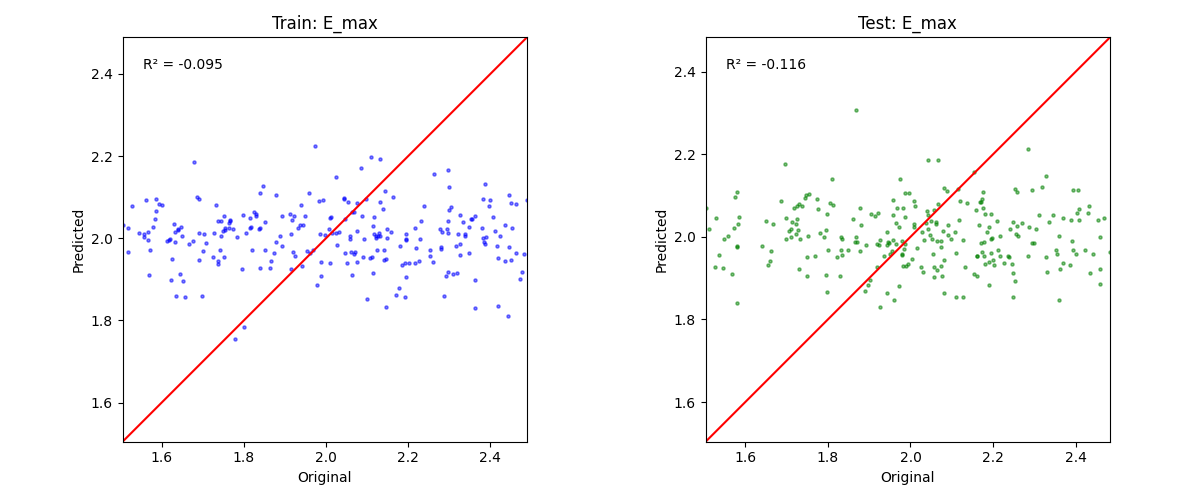 Train: E_max
R² = -0.095
2.4
2.2
2.0
1.8
1.6
Predicted
1.6 1.8 2.0 2.2 2.4
Original
Test: E_max
R² = -0.116
2.4
2.2
2.0
1.8
1.6
Predicted
1.6 1.8 2.0 2.2 2.4
Original